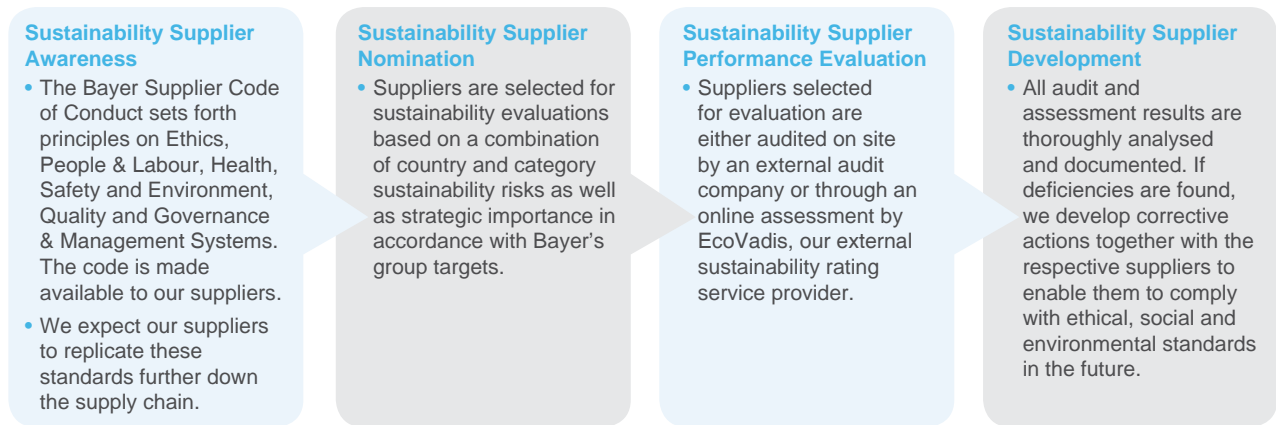 Sustainability Supplier
Awareness
• The Bayer Supplier Code
of Conduct sets forth
principles on Ethics,
People & Labour, Health,
Safety and Environment,
Quality and Governance
& Management Systems.
The code is made
available to our suppliers.
• We expect our suppliers
to replicate these
standards further down
the supply chain.
Sustainability Supplier
Nomination
• Suppliers are selected for
sustainability evaluations
based on a combination
of country and category
sustainability risks as well
as strategic importance in
accordance with Bayer's
group targets.
Sustainability Supplier
Performance Evaluation
• Suppliers selected
for evaluation are
either audited on site
by an external audit
company or through an
online assessment by
EcoVadis, our external
sustainability rating
service provider.
Sustainability Supplier
Development
• All audit and
assessment results are
thoroughly analysed
and documented. If
deficiencies are found,
we develop corrective
actions together with the
respective suppliers to
enable them to comply
with ethical, social and
environmental standards
in the future.